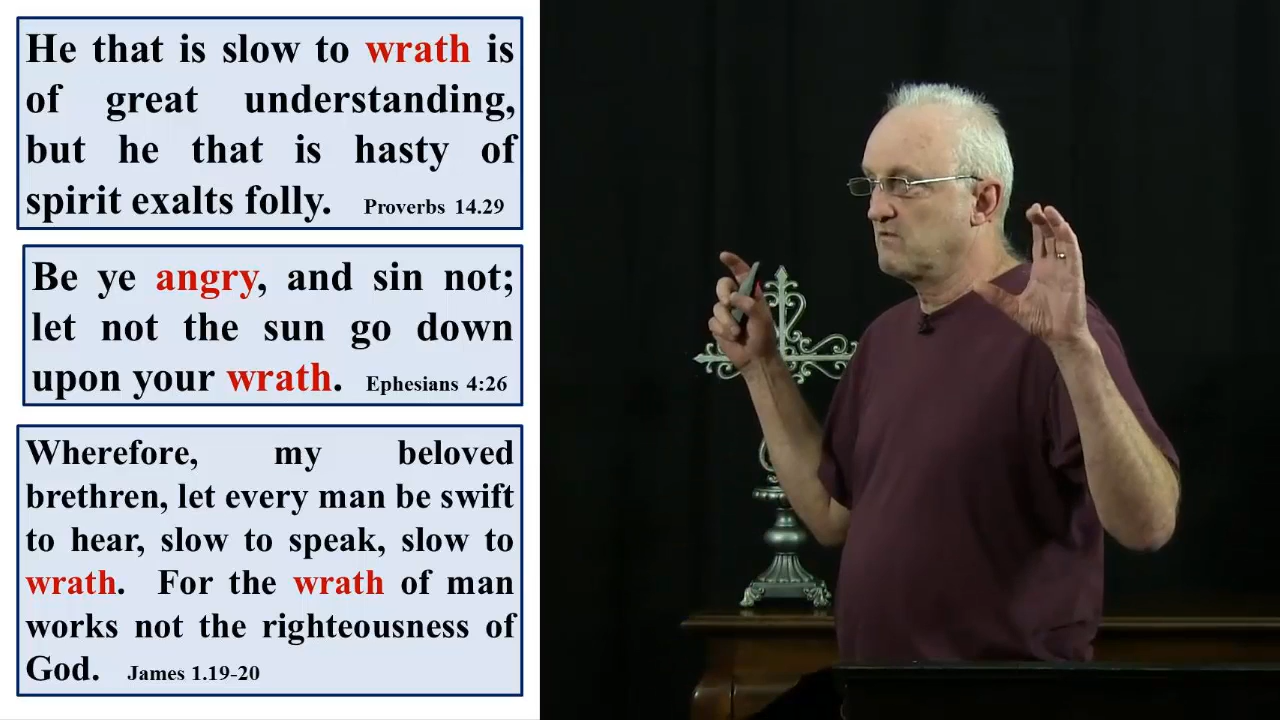 He that is slow to wrath is
of great understanding,
but he that is hasty of
spirit exalts folly. Proverbs 14.29
Be ye angry, and sin not;
let not the sun go down
upon your wrath. Ephesians 4:26
Wherefore, my beloved
brethren, let every man be swift
to hear, slow to speak, slow to
wrath. For the wrath of man
works not the righteousness of
God. James 1.19-20